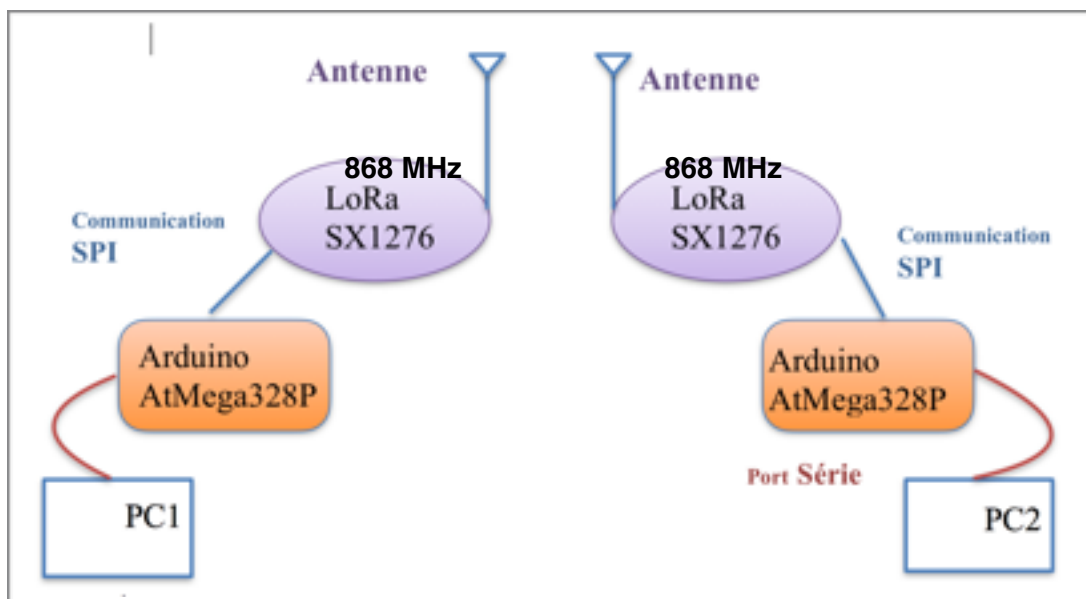 Antenne
868 MHz
LoRa
SX1276
Communication
SPI
Arduino
AtMega328P
PC1
Antenne
868 MHz
LoRa
SX1276
Communication
SPI
Arduino
AtMega328P
Port Série
PC2